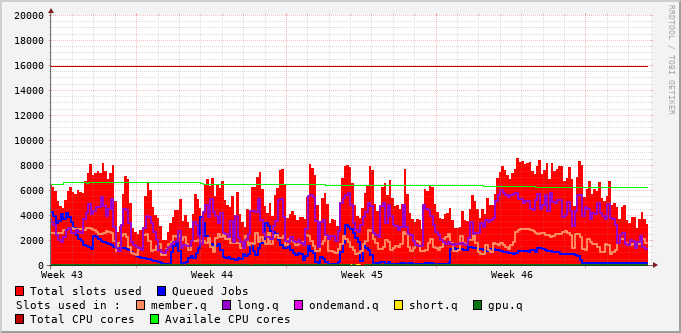 20000
18000
16000
14000
12000
10000
8000
6000
4000
2000
0
Week 43 Week 44 Week 45 Week 46
RRDTOOL / TOBI OETIKER
Total slots used Queued Jobs
Slots used in : member.q long.q ondemand.q short.q gpu.q
Total CPU cores Availale CPU cores